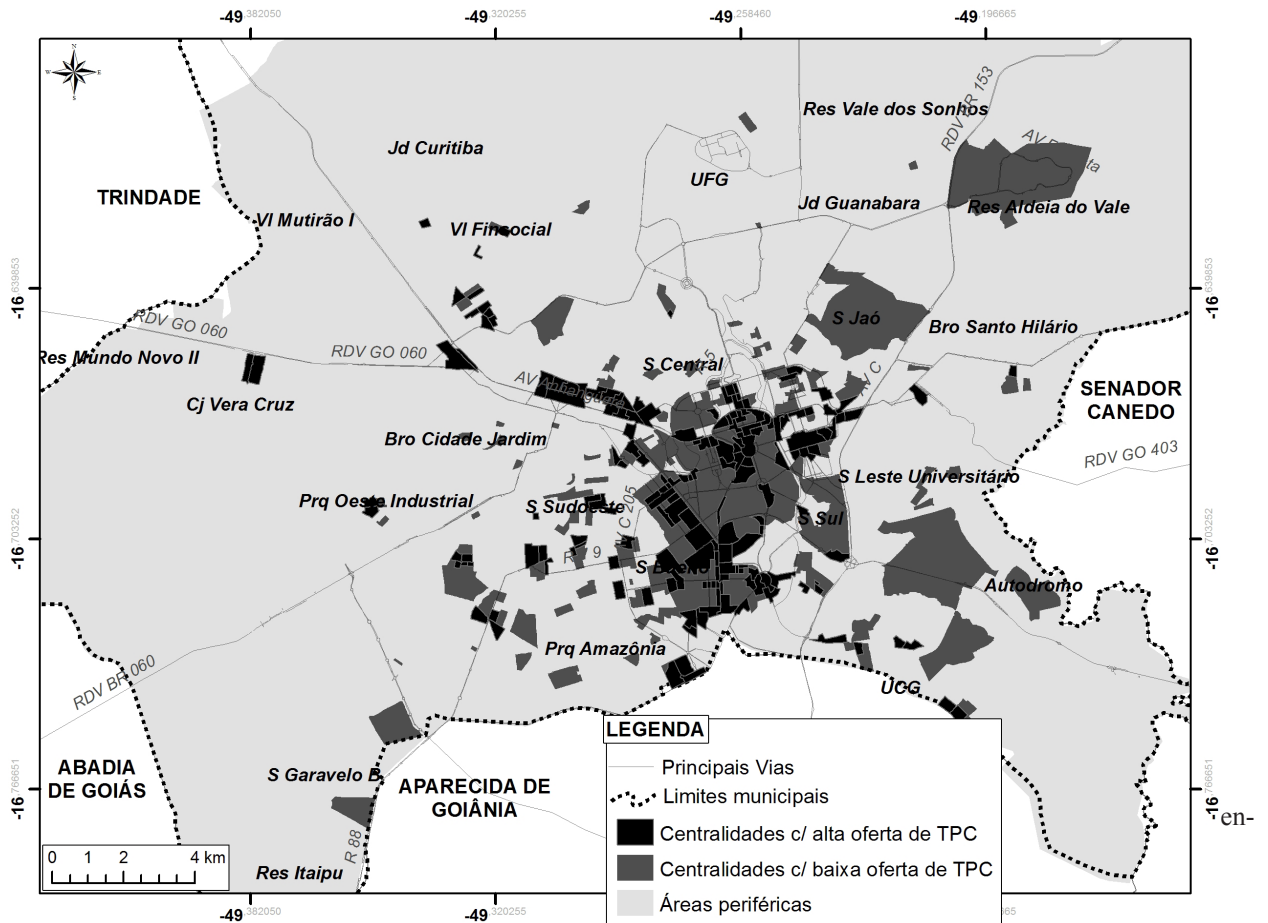 -49.382050 -49.320255 -49.258460 -49.196665
N
W E
S
Res Vale dos Sonhos
RDV BR 153
Jd Curitiba
UFG
TRINDADE
Jd Guanabara
Res Aldeia do Vale
Vl Mutirão I
Vl Finsocial
-16.639853 -16.639853
RDV GO 060
S Jaó
Bro Santo Hilário
Res Mundo Novo II
RDV GO 060
S Central
AV C
SENADOR
CANEDO
Cj Vera Cruz
Bro Cidade Jardim
RDV GO 403
S Leste Universitário
Prq Oeste Industrial
S Sudoeste
S Sul
-16.703252 -16.703252
Autodromo
Prq Amazônia
RDV BR 060
UCG
LEGENDA
Principais Vias
Limites municipais
Centralidades c/ alta oferta de TPC
Centralidades c/ baixa oferta de TPC
Áreas periféricas
ABADIA
DE GOIÁS
S Garavelo B
APARECIDA DE
GOIÂNIA
-16.766651 -16.766651
en-
R 88
0 1 2 4 km
Res Itaipu
-49.382050 -49.320255